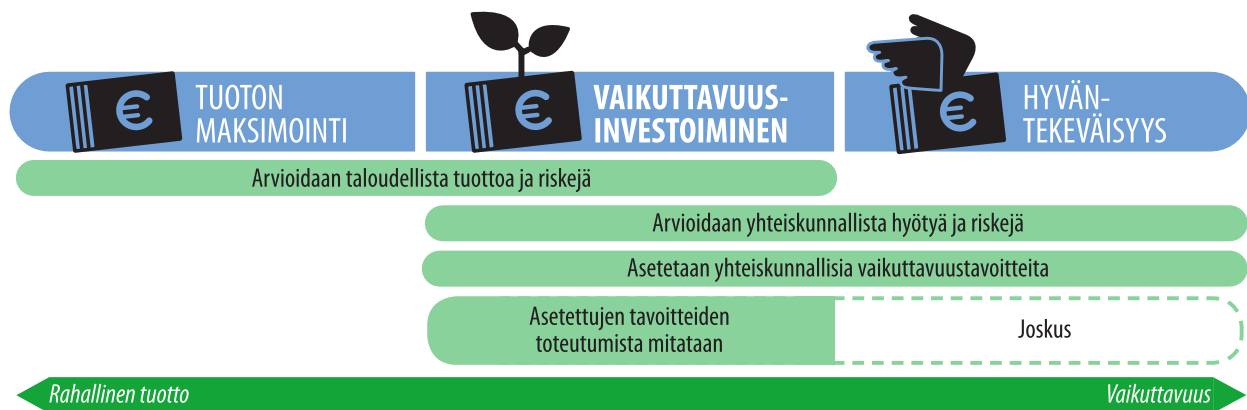 € TUOTON
MAKSIMOINTI
€ VAIKUTTAVUUS-
INVESTOIMINEN
€ HYVÄN-
TEKEVÄISYYS
Arvioidaan taloudellista tuottoa ja riskejä
Arvioidaan yhteiskunnallista hyötyä ja riskejä
Asetetaan yhteiskunnallisia vaikuttavuustavoitteita
Asetettujen tavoitteiden
toteutumista mitataan
Joskus
Rahallinen tuotto
Vaikuttavuus